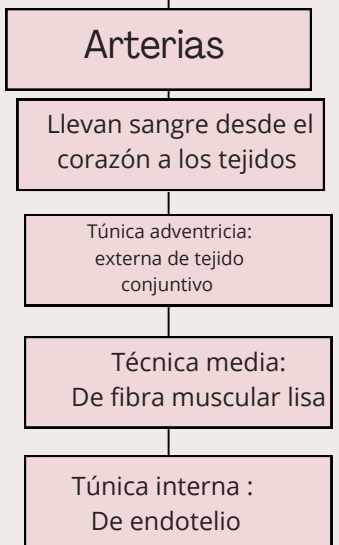 Arterias
Llevan sangre desde el
corazón a los tejidos
Túnica adventricia:
externa de tejido
conjuntivo
Técnica media:
De fibra muscular lisa
Túnica interna :
De endotelio